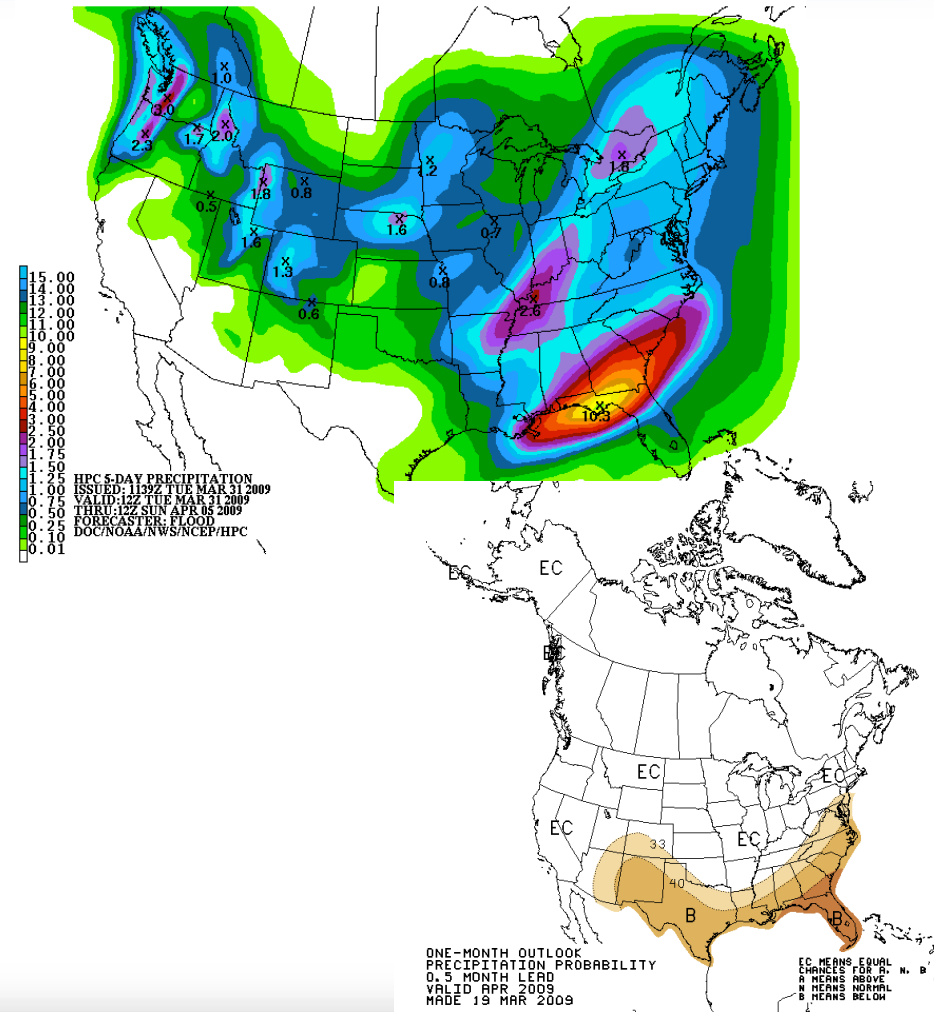 1.0
3.0
2.3
1.7
2.0
1.2
1.8
1.8
0.8
0.5
1.6
0.7
1.6
1.3
0.8
0.6
2.6
10.3
15.00
14.00
13.00
12.00
11.00
10.00
9.00
8.00
7.00
6.00
5.00
4.00
3.00
2.50
2.00
1.75
1.50
1.25
1.00
0.75
0.50
0.25
0.10
0.01
HPC 5-DAY PRECIPITATION
ISSUED: 1139Z TUE MAR 31 2009
VALID:12Z TUE MAR 31 2009
THRU:12Z SUN APR 05 2009
FORECASTER: FLOOD
DOC/NOAA/NWS/NCEP/HPC
EC
EC
EC
EC
EC
EC
EC
33
40
B
B
ONE-MONTH OUTLOOK
PRECIPITATION PROBABILITY
0.5 MONTH LEAD
VALID APR 2009
MADE 19 MAR 2009
EC MEANS EQUAL
CHANCES FOR A, N, B
A MEANS ABOVE
N MEANS NORMAL
B MEANS BELOW